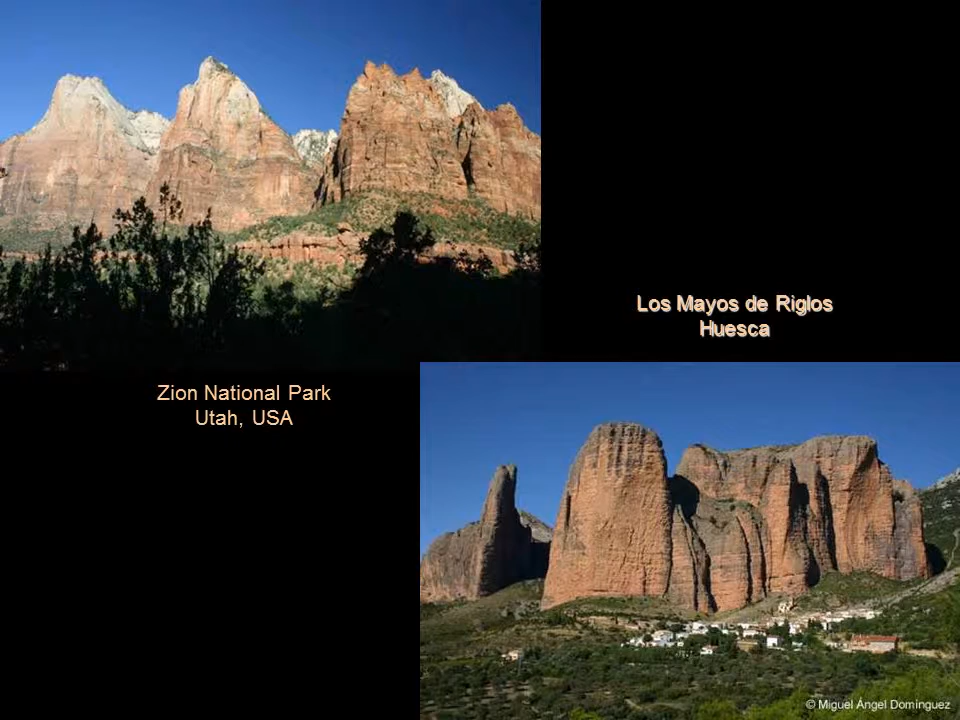 Los Mayos de Riglos
Huesca
Zion National Park
Utah, USA
© Miguel Ángel Domínguez